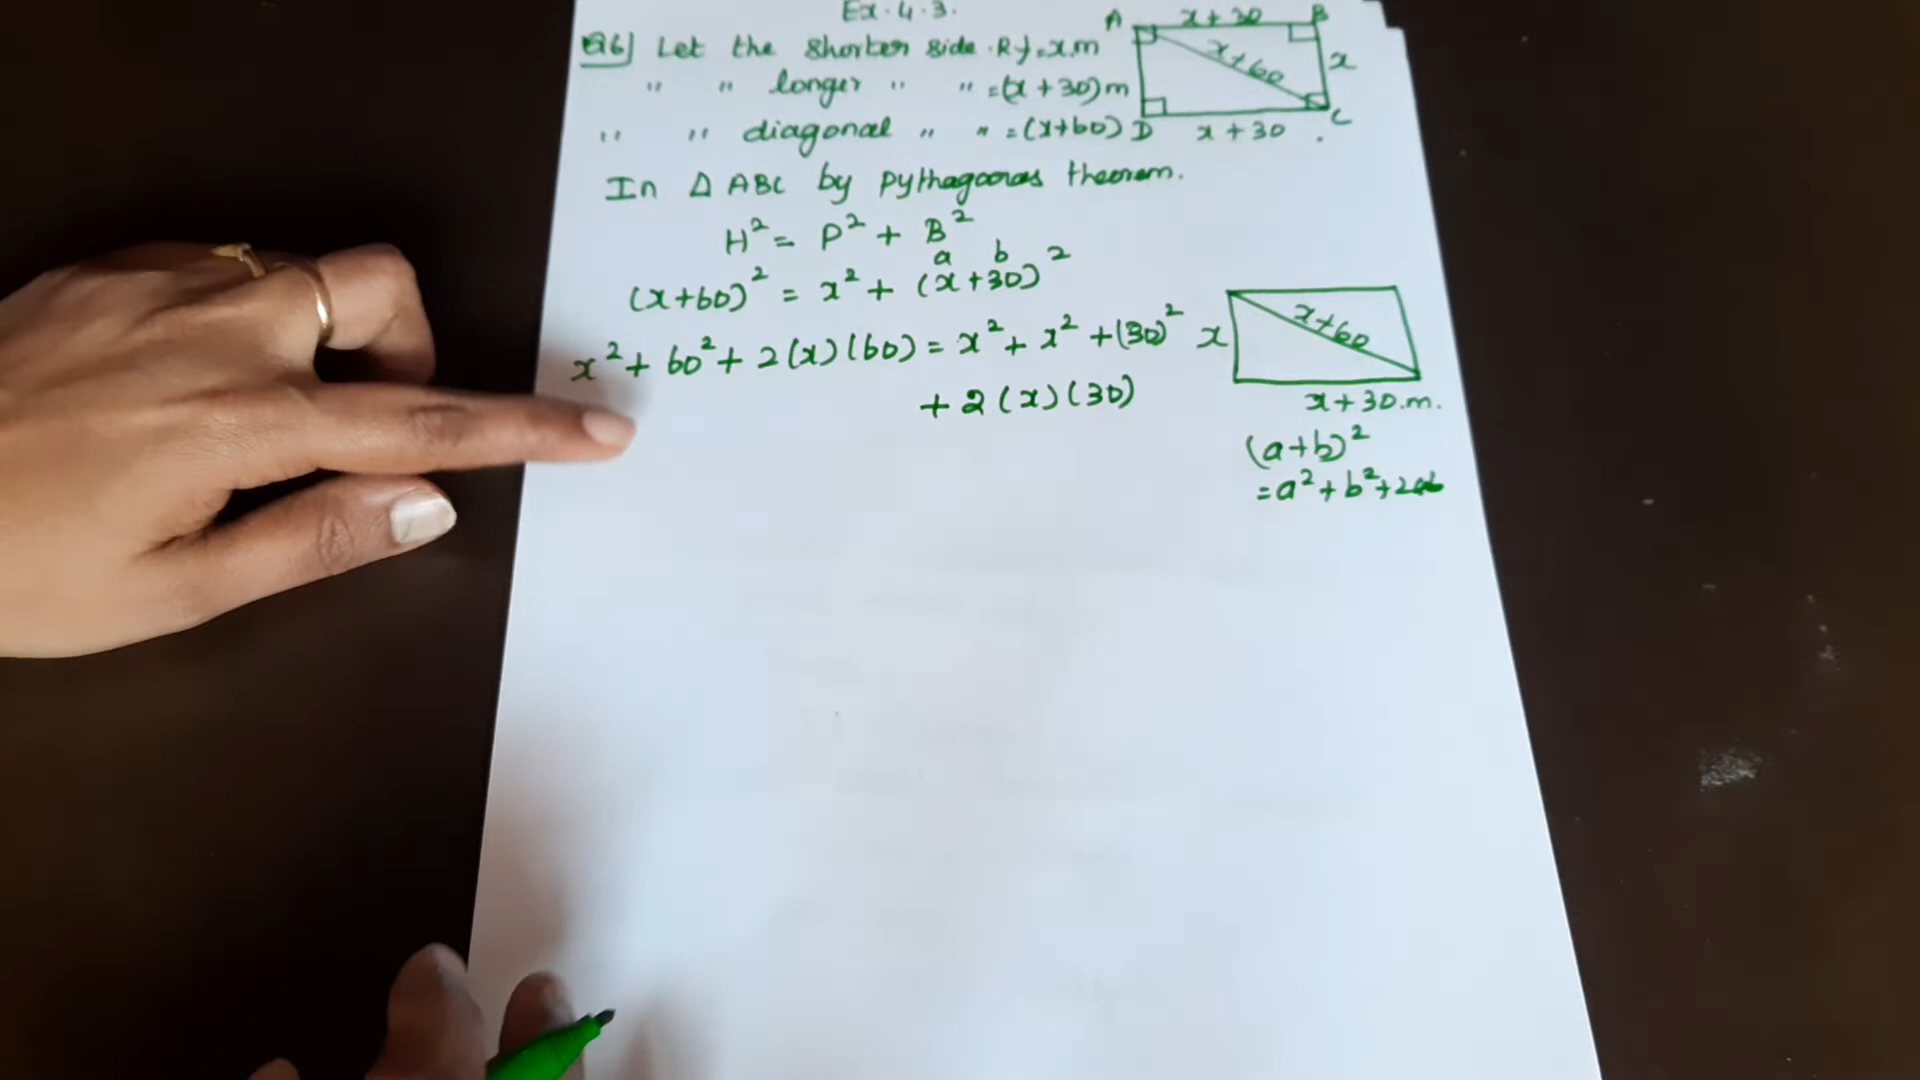 Ex. 4.3.
Q6] Let the shorter side Rf = x m
" " longer " " = (x + 30) m
" " diagonal " " = (x+60)
A x + 30 B
x+60 x
D x + 30 C
In Δ ABC by pythagoras theorem.
H² = P² + B²
a b
(x+60)² = x² + (x+30)²
x² + 60² + 2(x)(60) = x² + x² + (30)²
+ 2(x)(30)
x x+60
x+30.m.
(a+b)²
= a² + b² + 2ab